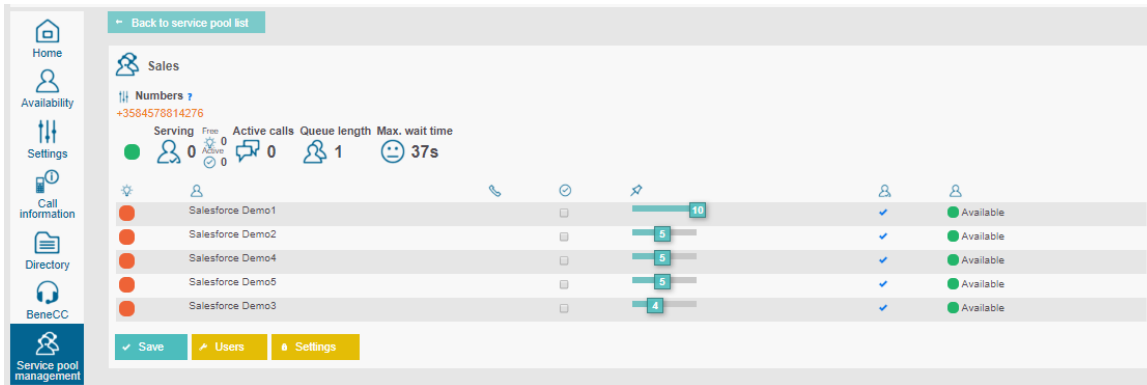 Home
Availability
Settings
Call
information
Directory
BeneCC
Service pool
management
Back to service pool list
Sales
Numbers ?
+3584578814276
Serving Free Active calls Queue length Max. wait time
0 0 Active 0 0 1 37s
Salesforce Demo1 10 Available
Salesforce Demo2 5 Available
Salesforce Demo4 5 Available
Salesforce Demo5 5 Available
Salesforce Demo3 4 Available
Save Users Settings